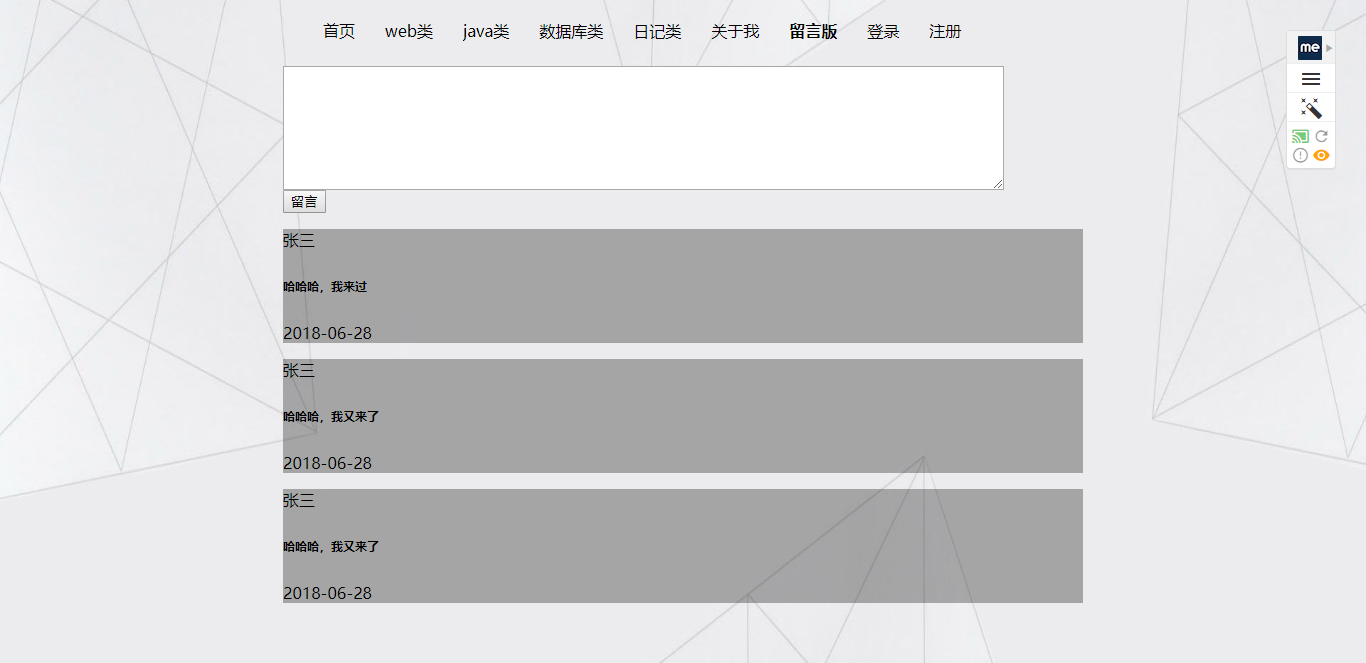 首页 web类 java类 数据库类 日记类 关于我 留言版 登录 注册
me
留言
张三
哈哈哈，我来过
2018-06-28
张三
哈哈哈，我又来了
2018-06-28
张三
哈哈哈，我又来了
2018-06-28